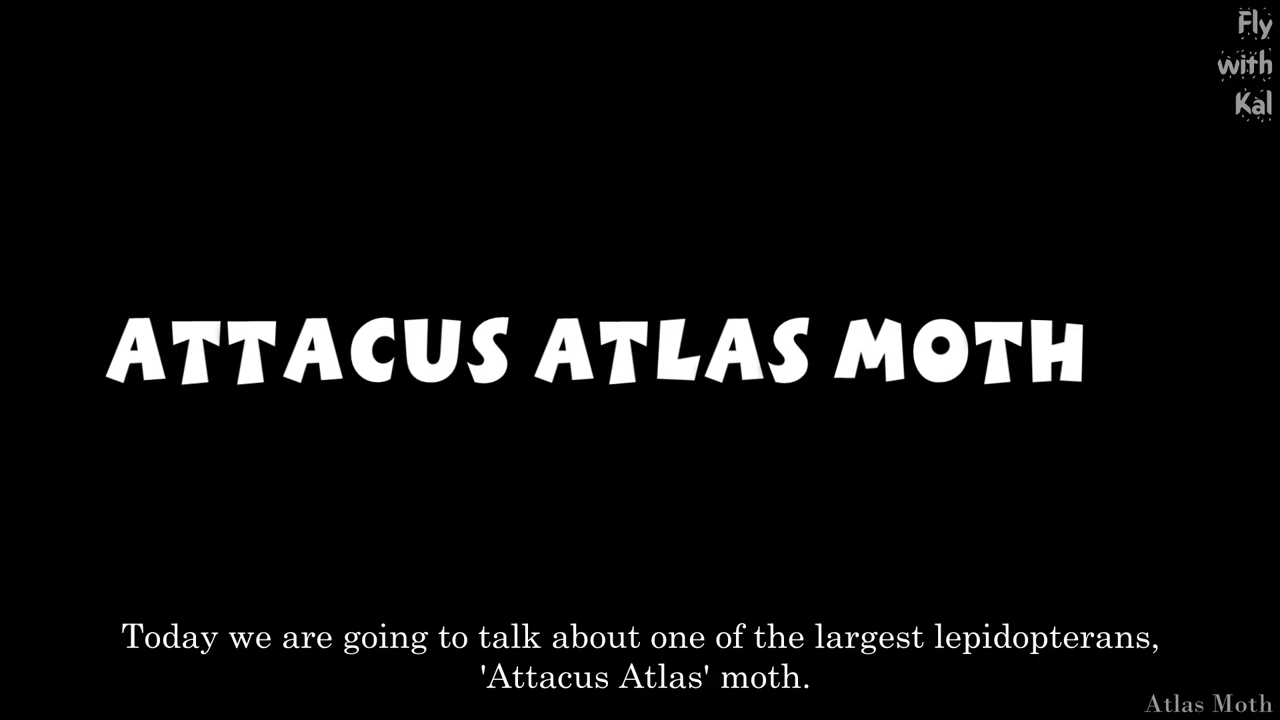 Fly
with
Kal
ATTACUS ATLAS MOTH
Today we are going to talk about one of the largest lepidopterans,
'Attacus Atlas' moth.
Atlas Moth